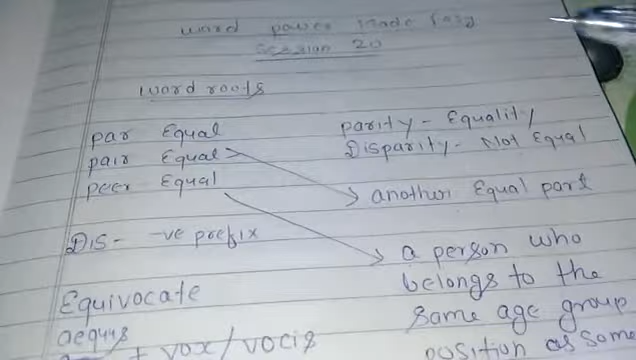 Word power Made Easy
Session 20
Word roots
par Equal
pair Equal
peer Equal
Parity - Equality
Disparity - Not Equal
another Equal part
DIS- -ve prefix
a person who
belongs to the
same age group
position or some
Equivocate
aequus
+ vox/vocis